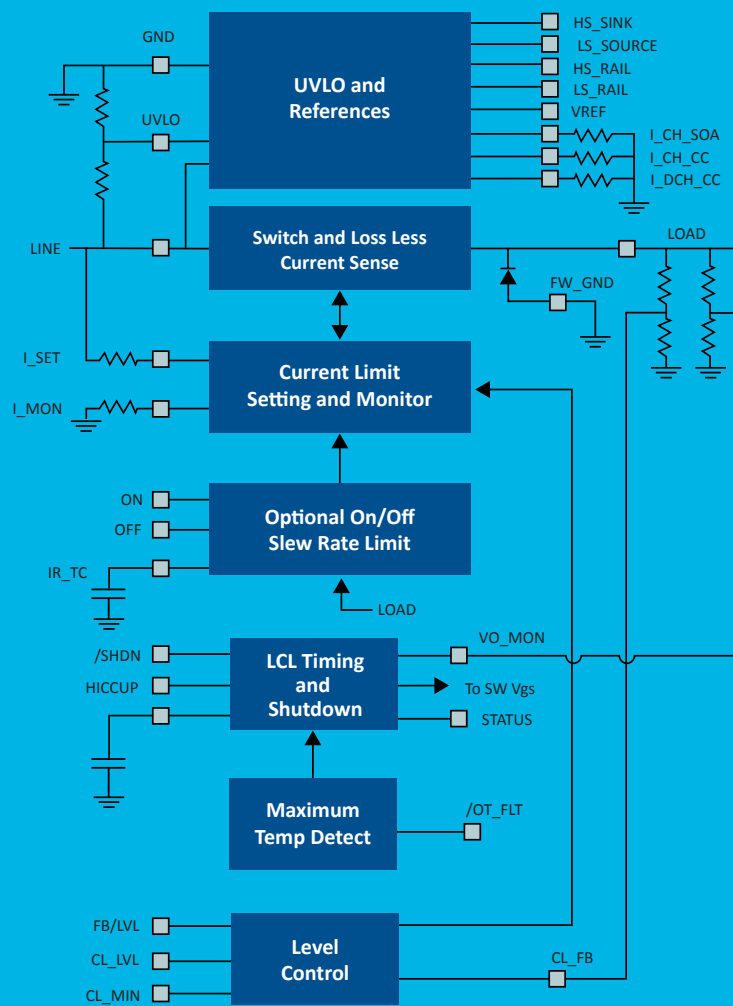 GND
HS_SINK
LS_SOURCE
HS_RAIL
LS_RAIL
VREF
UVLO and
References
UVLO
I_CH_SOA
I_CH_CC
I_DCH_CC
LINE
Switch and Loss Less
Current Sense
LOAD
FW_GND
I_SET
I_MON
Current Limit
Setting and Monitor
ON
OFF
IR_TC
Optional On/Off
Slew Rate Limit
LOAD
/SHDN
HICCUP
LCL Timing
and
Shutdown
VO_MON
To SW Vgs
STATUS
Maximum
Temp Detect
/OT_FLT
FB/LVL
CL_LVL
CL_MIN
Level
Control
CL_FB